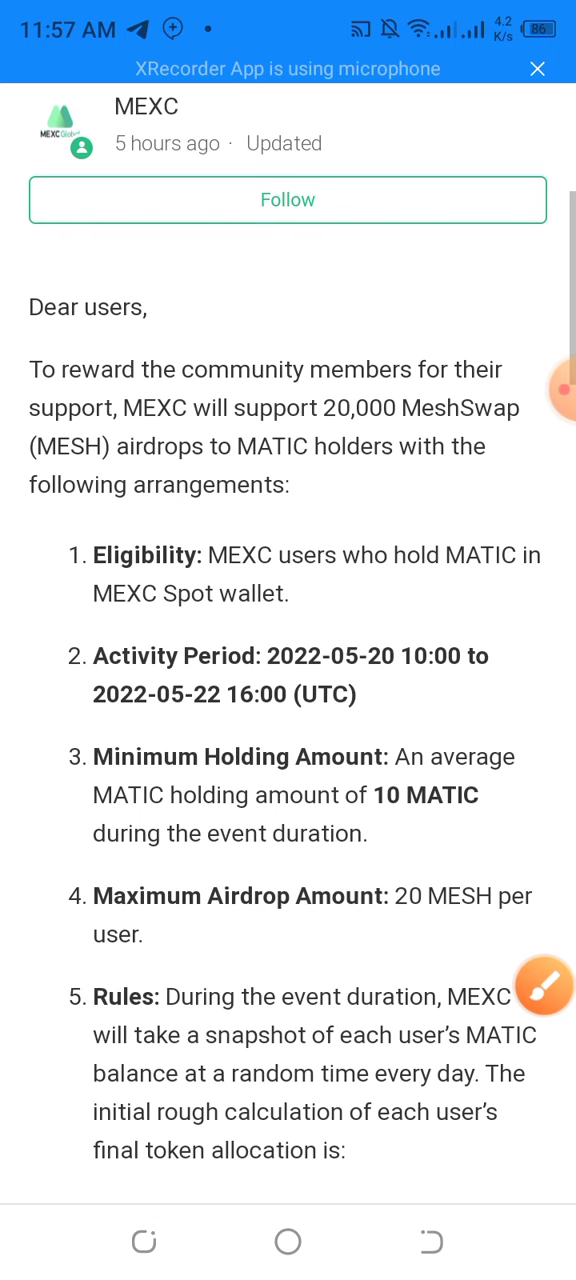 11:57 AM
4.2
K/s
86
XRecorder App is using microphone
MEXC
MEXC Global
5 hours ago · Updated
Follow
Dear users,
To reward the community members for their
support, MEXC will support 20,000 MeshSwap
(MESH) airdrops to MATIC holders with the
following arrangements:
1. Eligibility: MEXC users who hold MATIC in
MEXC Spot wallet.
2. Activity Period: 2022-05-20 10:00 to
2022-05-22 16:00 (UTC)
3. Minimum Holding Amount: An average
MATIC holding amount of 10 MATIC
during the event duration.
4. Maximum Airdrop Amount: 20 MESH per
user.
5. Rules: During the event duration, MEXC
will take a snapshot of each user’s MATIC
balance at a random time every day. The
initial rough calculation of each user’s
final token allocation is: